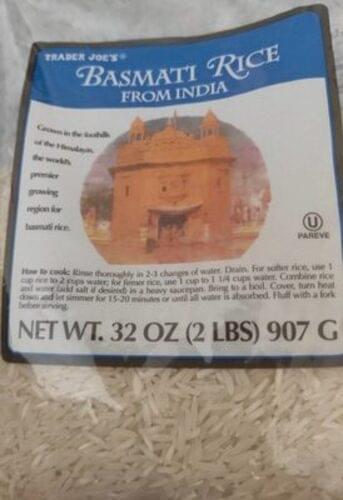 TRADER JOE'S®
BASMATI RICE
FROM INDIA
Grown in the foothills
of the Himalayas,
the world's
premier
growing
region for
basmati rice.
U
PAREVE
How to cook: Rinse thoroughly in 2-3 changes of water. Drain. For softer rice, use 1
cup rice to 2 cups water; for firmer rice, use 1 cup to 1 1/4 cups water. Combine rice
and water (add salt if desired) in a heavy saucepan. Bring to a boil. Cover, turn heat
down and let simmer for 15-20 minutes or until all water is absorbed. Fluff with a fork
before serving.
NET WT. 32 OZ (2 LBS) 907 G